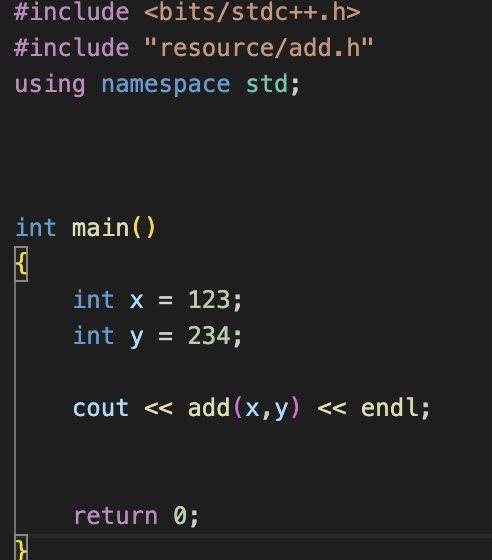 #include <bits/stdc++.h>
#include "resource/add.h"
using namespace std;
int main()
{
    int x = 123;
    int y = 234;
    cout << add(x,y) << endl;
    return 0;
}